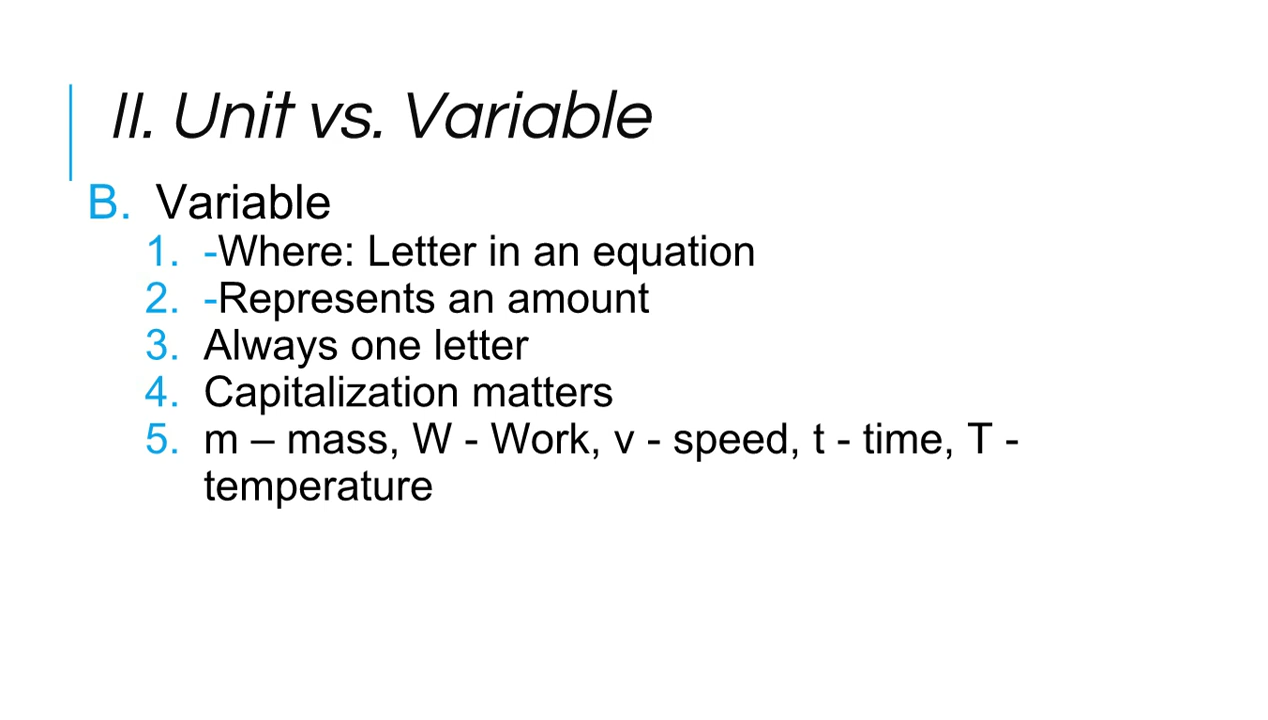 II. Unit vs. Variable
B. Variable
1. -Where: Letter in an equation
2. -Represents an amount
3. Always one letter
4. Capitalization matters
5. m – mass, W - Work, v - speed, t - time, T -
temperature